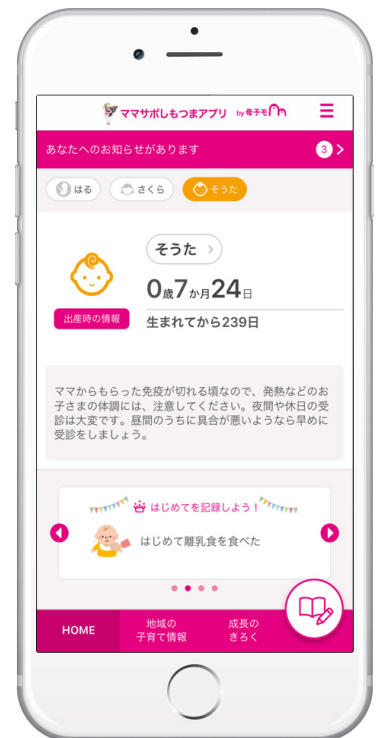 ママサポしもつまアプリ by 母子モ
あなたへのお知らせがあります 3
はる さくら そうた
そうた
0歳7か月24日
出産時の情報
生まれてから239日
ママからもらった免疫が切れる頃なので、発熱などのお
子さまの体調には、注意してください。夜間や休日の受
診は大変です。昼間のうちに具合が悪いようなら早めに
受診をしましょう。
はじめてを記録しよう!
はじめて離乳食を食べた
HOME
地域の
子育て情報
成長の
きろく